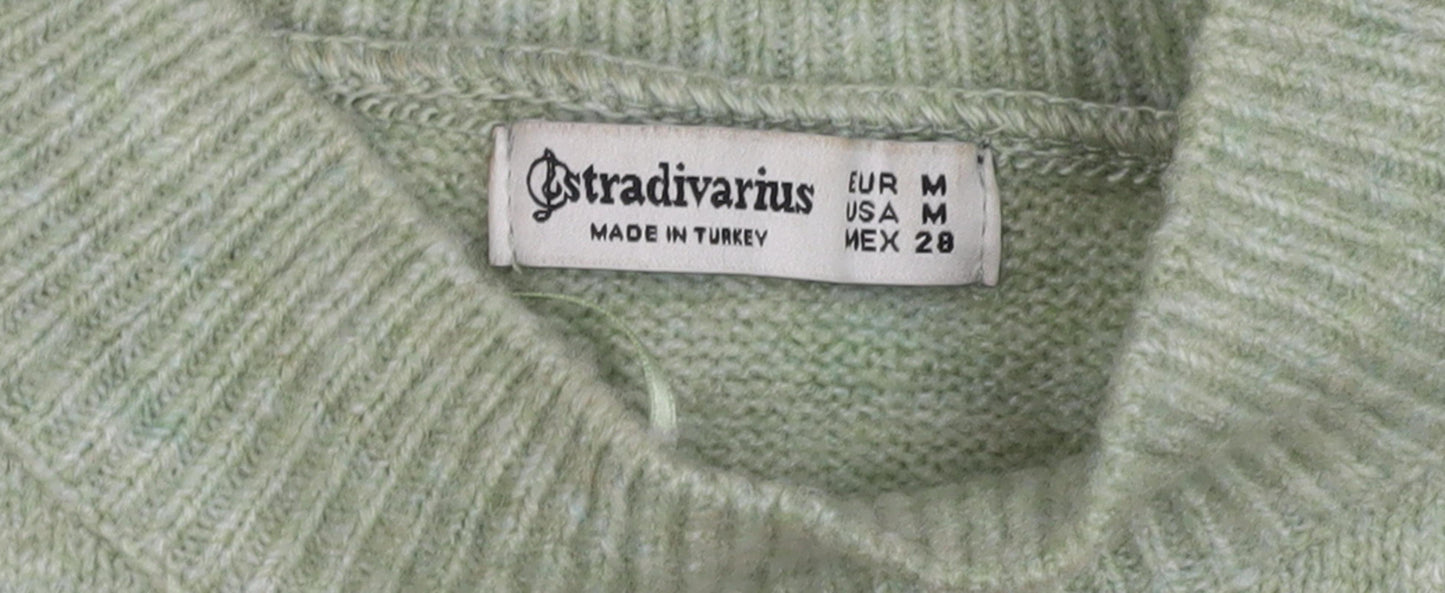 stradivarius
MADE IN TURKEY
EUR M
USA M
MEX 28